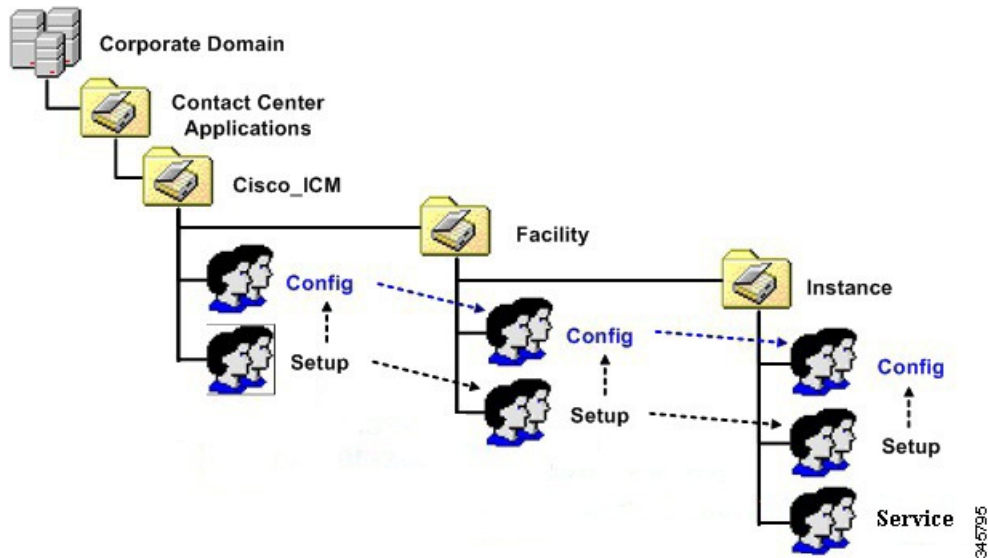 Corporate Domain
Contact Center
Applications
Cisco_ICM
Facility
Instance
Config
Setup
Config
Setup
Config
Setup
Service
345795